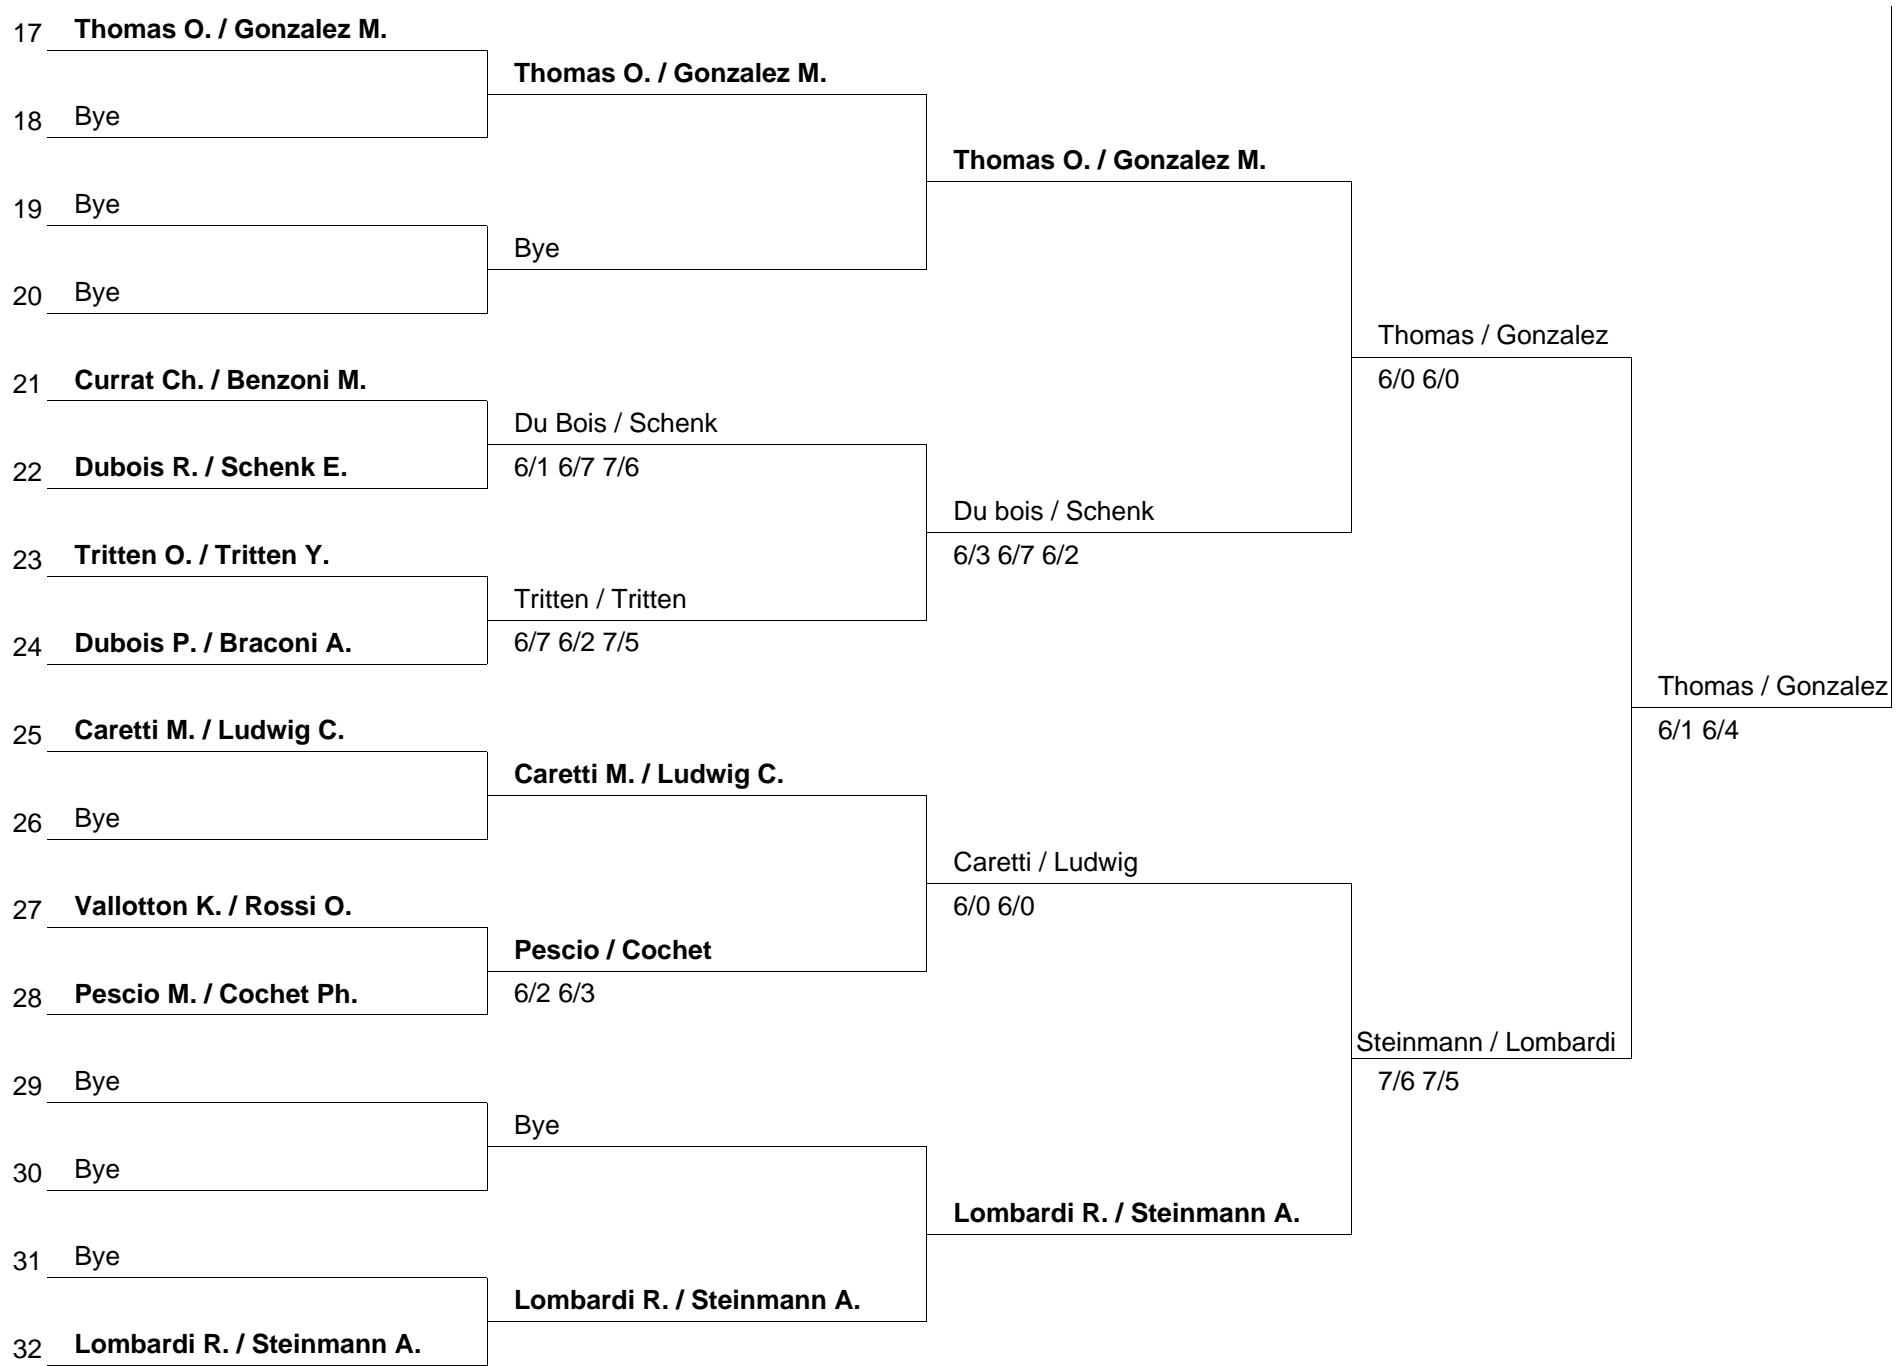 17 Thomas O. / Gonzalez M.
Thomas O. / Gonzalez M.
18 Bye
Thomas O. / Gonzalez M.
19 Bye
Bye
20 Bye
Thomas / Gonzalez
21 Currat Ch. / Benzoni M.
6/0 6/0
Du Bois / Schenk
22 Dubois R. / Schenk E.
6/1 6/7 7/6
Du bois / Schenk
23 Tritten O. / Tritten Y.
6/3 6/7 6/2
Tritten / Tritten
24 Dubois P. / Braconi A.
6/7 6/2 7/5
Thomas / Gonzalez
25 Caretti M. / Ludwig C.
6/1 6/4
Caretti M. / Ludwig C.
26 Bye
Caretti / Ludwig
27 Vallotton K. / Rossi O.
6/0 6/0
Pescio / Cochet
28 Pescio M. / Cochet Ph.
6/2 6/3
Steinmann / Lombardi
29 Bye
7/6 7/5
Bye
30 Bye
Lombardi R. / Steinmann A.
31 Bye
Lombardi R. / Steinmann A.
32 Lombardi R. / Steinmann A.